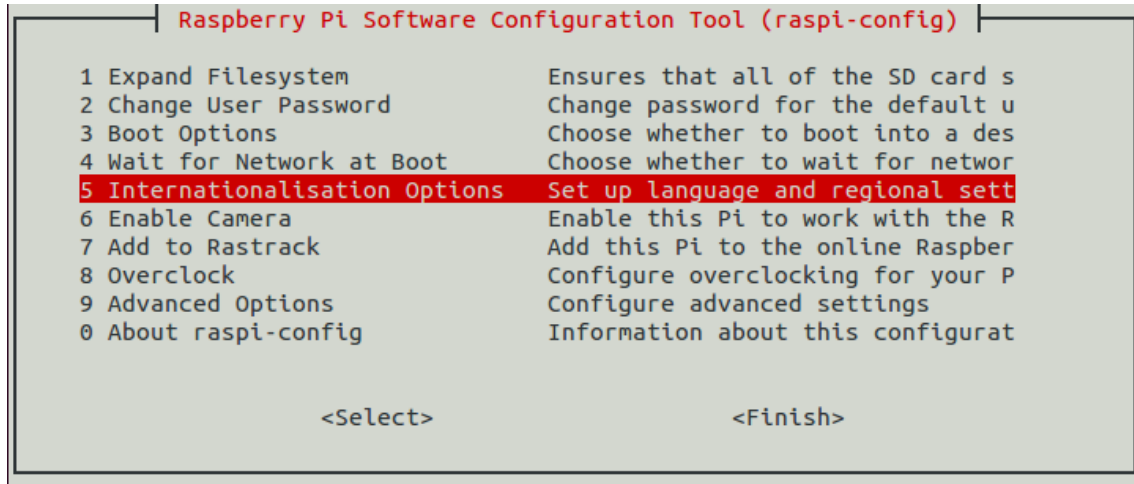 Raspberry Pi Software Configuration Tool (raspi-config)
1 Expand Filesystem Ensures that all of the SD card s
2 Change User Password Change password for the default u
3 Boot Options Choose whether to boot into a des
4 Wait for Network at Boot Choose whether to wait for networ
5 Internationalisation Options Set up language and regional sett
6 Enable Camera Enable this Pi to work with the R
7 Add to Rastrack Add this Pi to the online Raspber
8 Overclock Configure overclocking for your P
9 Advanced Options Configure advanced settings
0 About raspi-config Information about this configurat
<Select> <Finish>